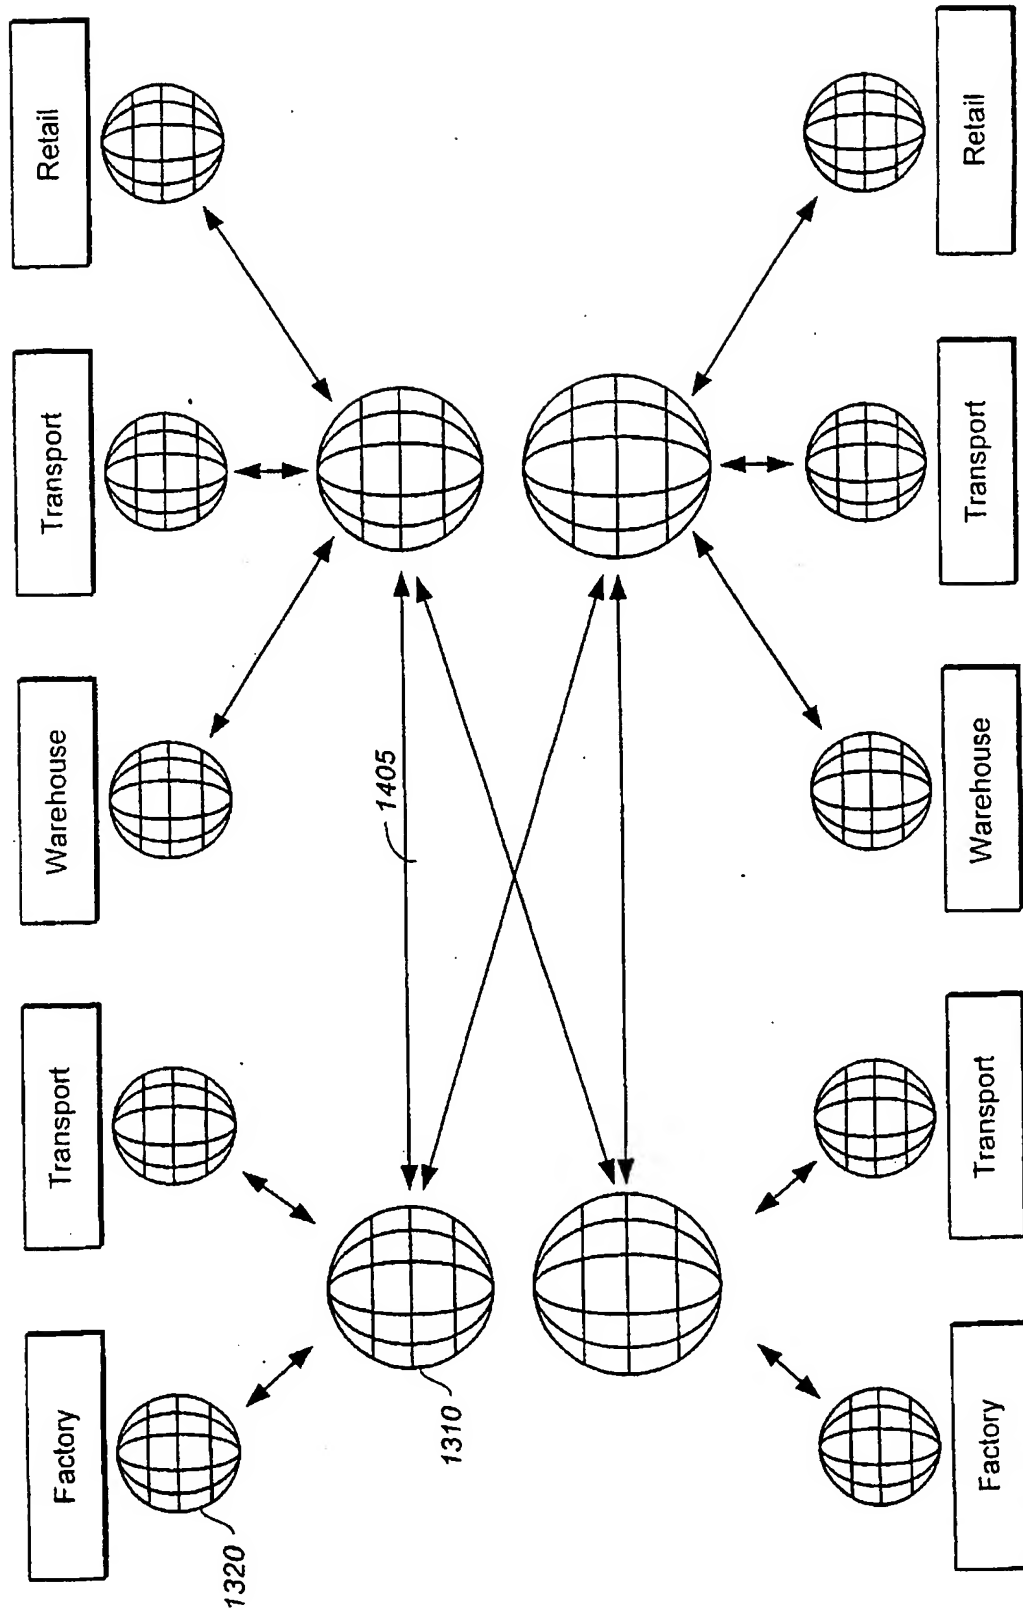 Factory
Transport
Warehouse
Transport
Retail
1320
1310
1405
Factory
Transport
Warehouse
Transport
Retail